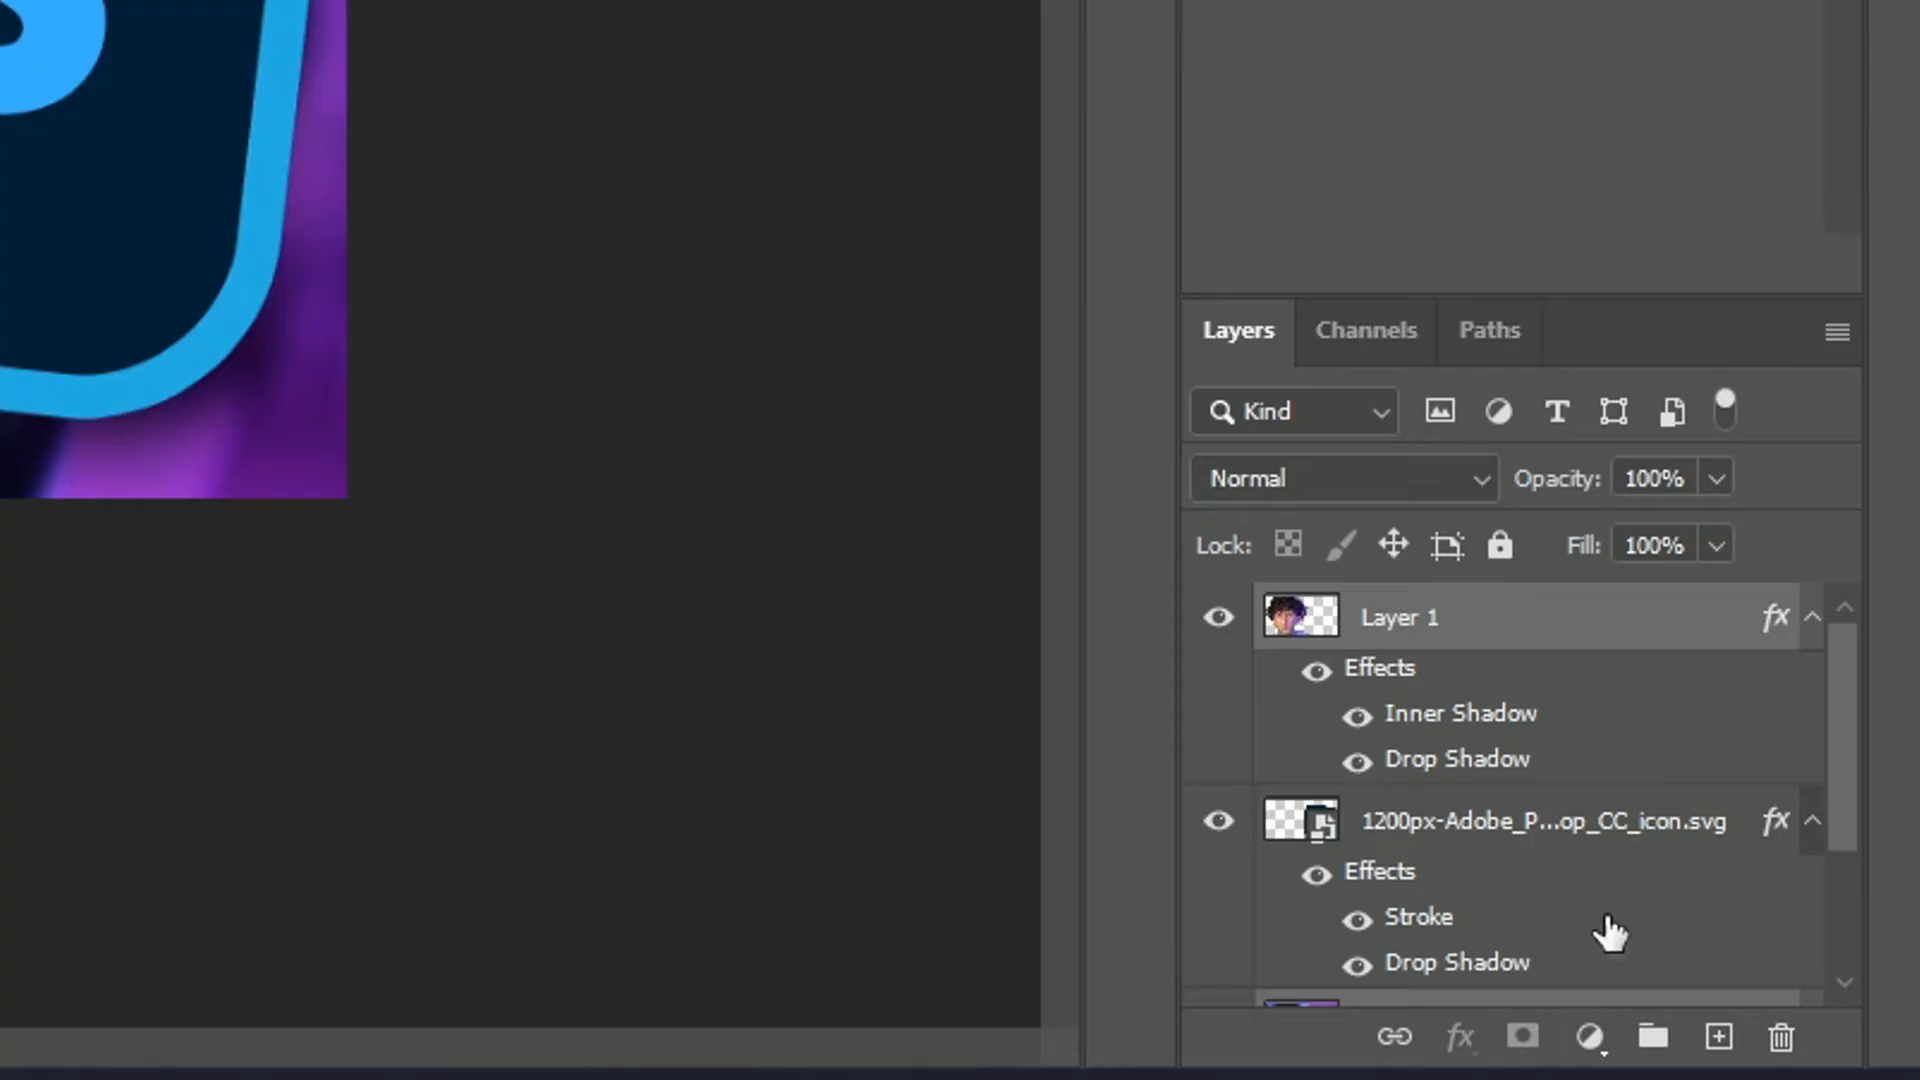 Layers Channels Paths
Kind
Normal Opacity: 100%
Lock: Fill: 100%
Layer 1 fx
Effects
Inner Shadow
Drop Shadow
1200px-Adobe_P...op_CC_icon.svg fx
Effects
Stroke
Drop Shadow
fx